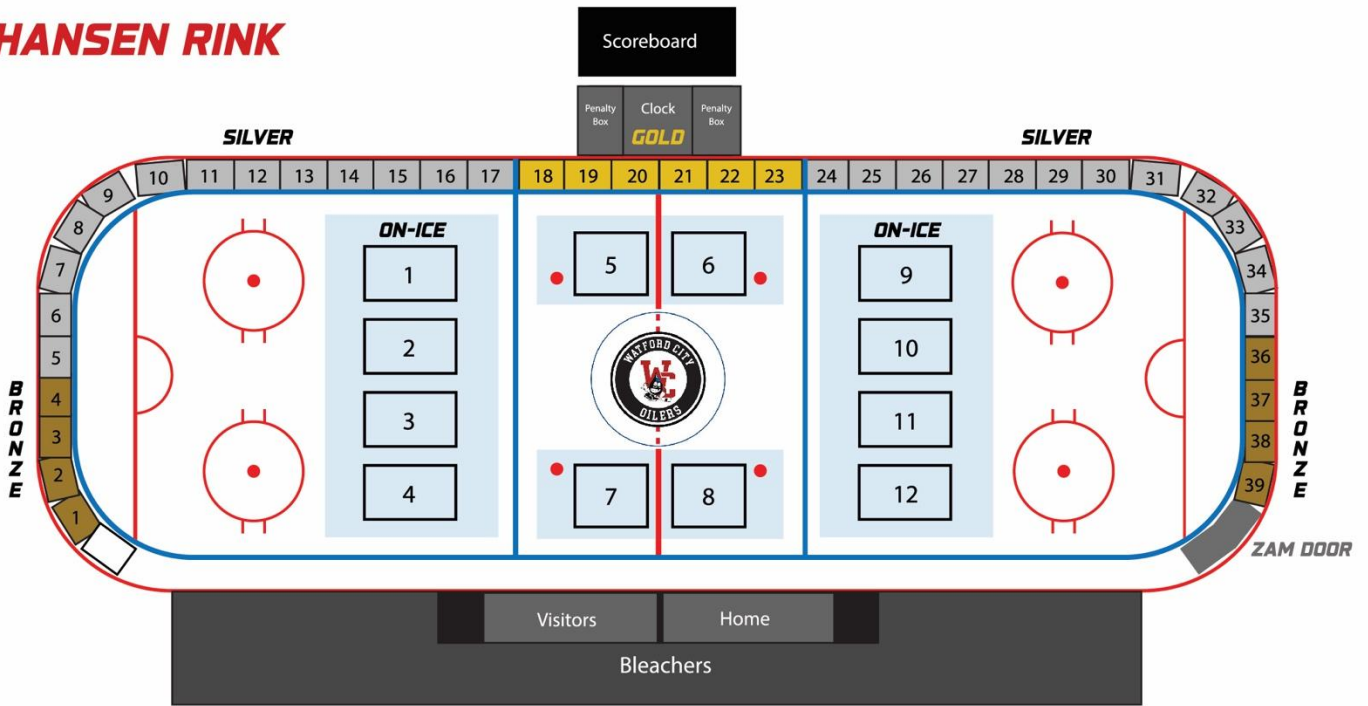 HANSEN RINK
Scoreboard
Penalty
Box
Clock
GOLD
Penalty
Box
SILVER
SILVER
10 11 12 13 14 15 16 17 18 19 20 21 22 23 24 25 26 27 28 29 30 31
9
8
7
6
5
4
3
2
1
32
33
34
35
36
37
38
39
BRONZE
BRONZE
ON-ICE
1
2
3
4
5
6
7
8
ON-ICE
9
10
11
12
WATFORD CITY
WC
OILERS
ZAM DOOR
Visitors
Home
Bleachers